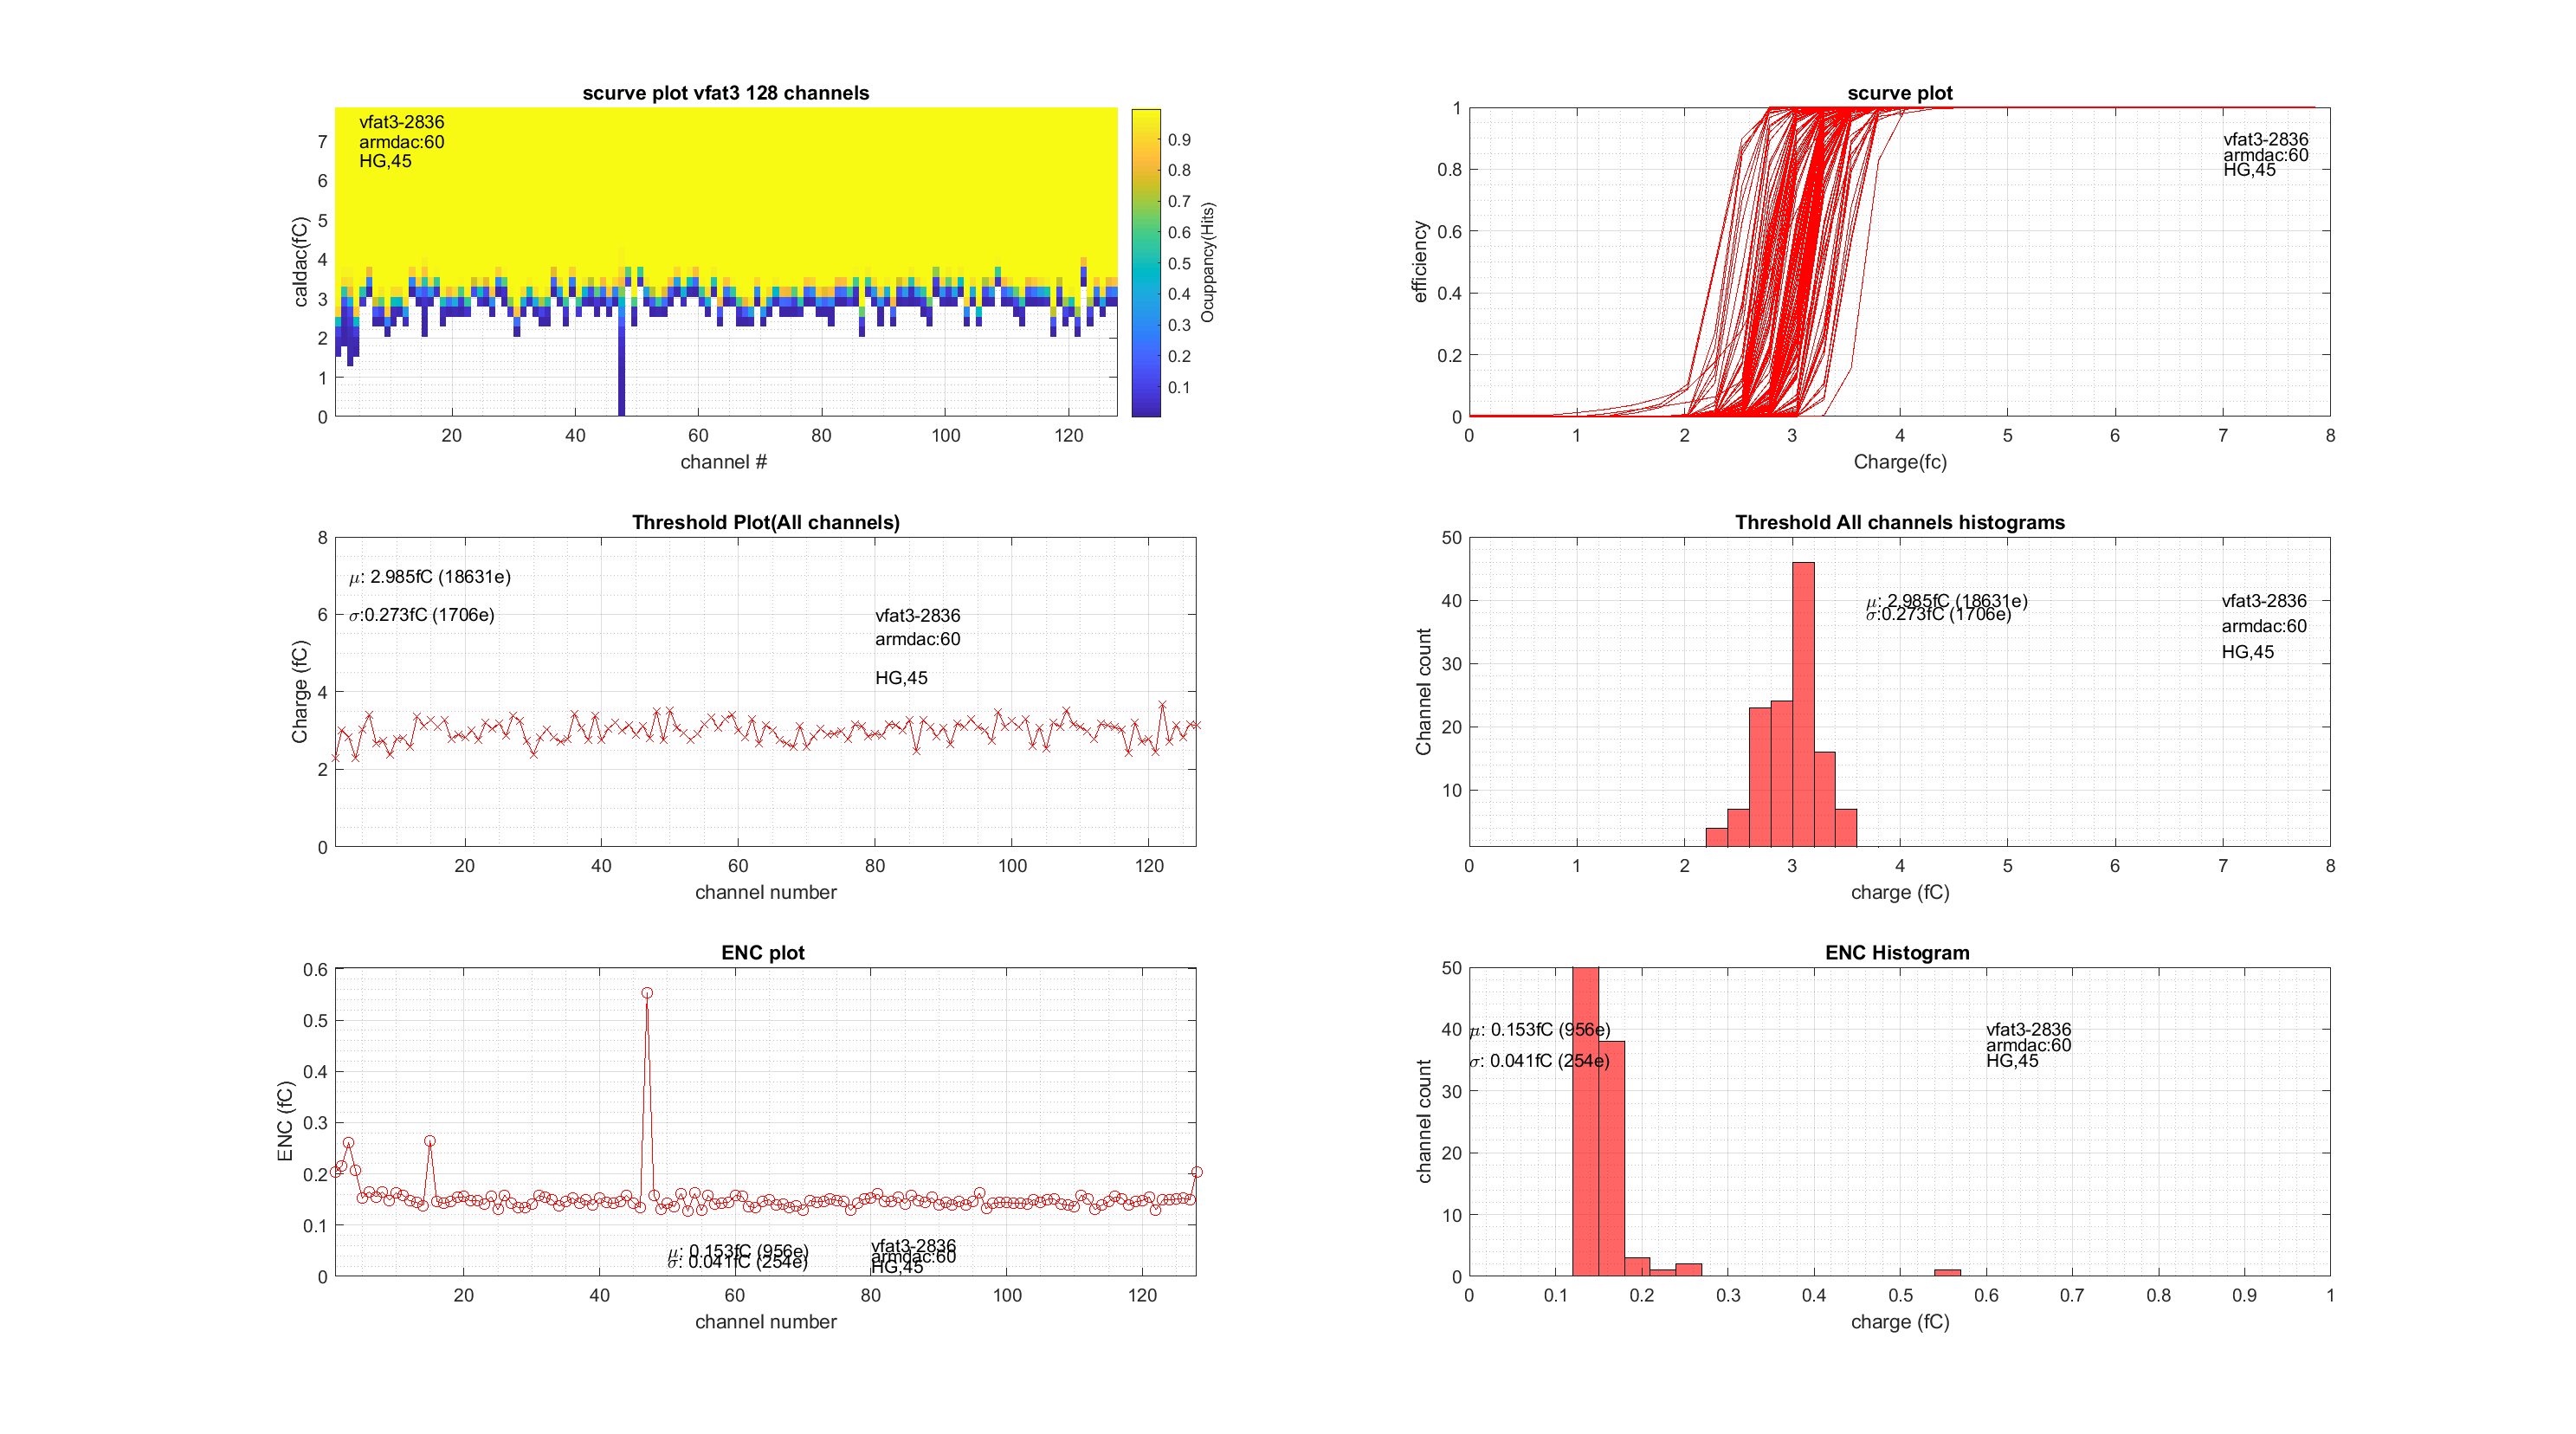 scurve plot vfat3 128 channels
vfat3-2836
armdac:60
HG,45
caldac(fC)
7
6
5
4
3
2
1
0
20 40 60 80 100 120
channel #
0.9
0.8
0.7
0.6
0.5
0.4
0.3
0.2
0.1
Ocuppancy(Hits)
scurve plot
vfat3-2836
armdac:60
HG,45
efficiency
1
0.8
0.6
0.4
0.2
0
0 1 2 3 4 5 6 7 8
Charge(fc)
Threshold Plot(All channels)
μ: 2.985fC (18631e)
σ:0.273fC (1706e)
vfat3-2836
armdac:60
HG,45
Charge (fC)
8
6
4
2
0
20 40 60 80 100 120
channel number
Threshold All channels histograms
μ: 2.985fC (18631e)
σ:0.273fC (1706e)
vfat3-2836
armdac:60
HG,45
Channel count
50
40
30
20
10
0 1 2 3 4 5 6 7 8
charge (fC)
ENC plot
ENC (fC)
0.6
0.5
0.4
0.3
0.2
0.1
0
μ: 0.153fC (956e)
σ: 0.041fC (254e)
vfat3-2836
armdac:60
HG,45
20 40 60 80 100 120
channel number
ENC Histogram
μ: 0.153fC (956e)
σ: 0.041fC (254e)
vfat3-2836
armdac:60
HG,45
channel count
50
40
30
20
10
0
0 0.1 0.2 0.3 0.4 0.5 0.6 0.7 0.8 0.9 1
charge (fC)